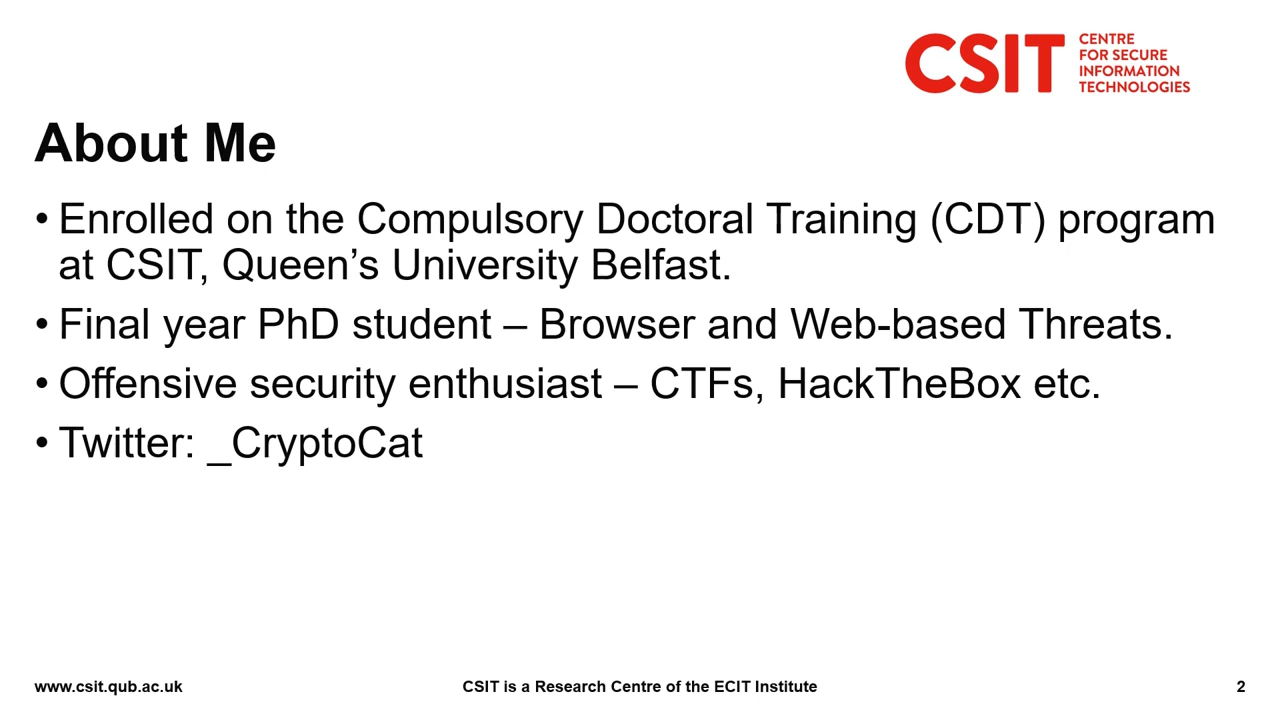 CSIT
CENTRE
FOR SECURE
INFORMATION
TECHNOLOGIES
About Me
• Enrolled on the Compulsory Doctoral Training (CDT) program
at CSIT, Queen’s University Belfast.
• Final year PhD student – Browser and Web-based Threats.
• Offensive security enthusiast – CTFs, HackTheBox etc.
• Twitter: _CryptoCat
www.csit.qub.ac.uk
CSIT is a Research Centre of the ECIT Institute
2